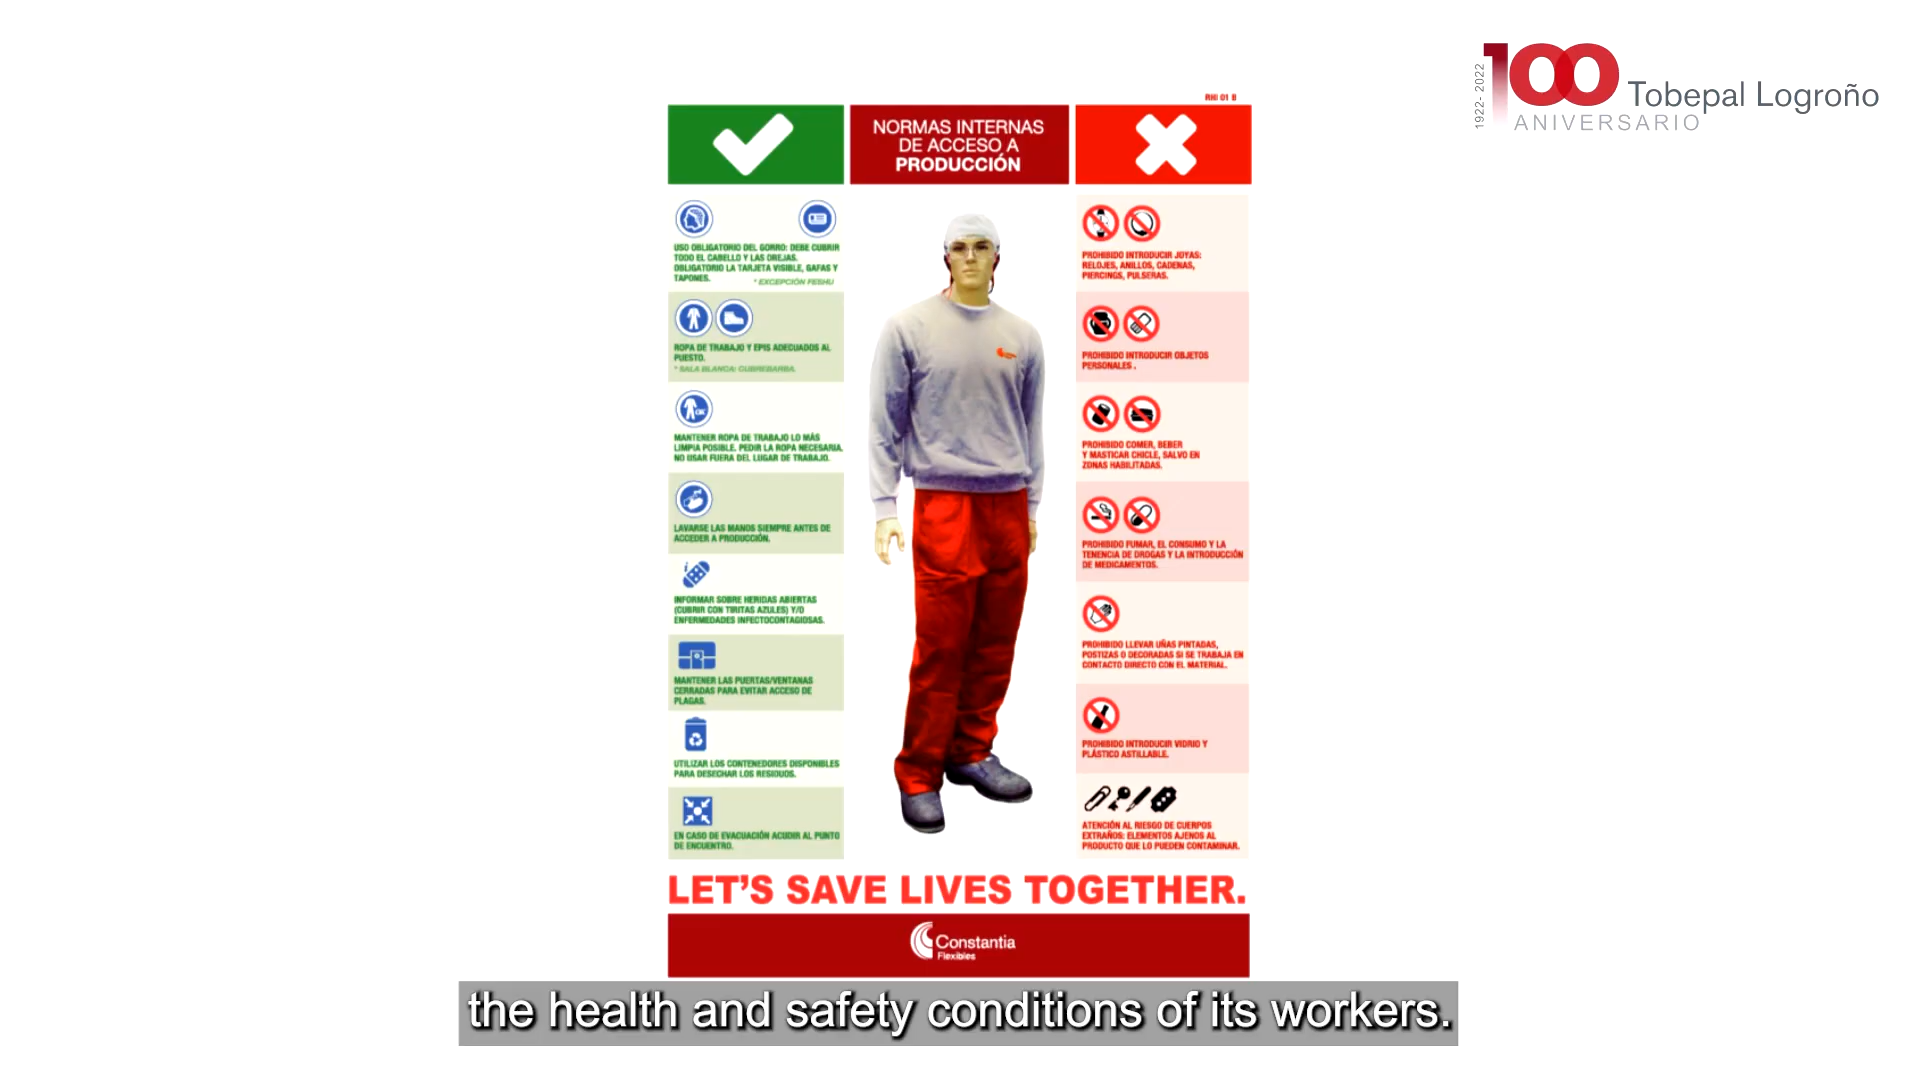 1922- 2022
100
Tobepal Logroño
ANIVERSARIO
RNI 01 B
NORMAS INTERNAS
DE ACCESO A
PRODUCCIÓN
USO OBLIGATORIO DEL GORRO: DEBE CUBRIR
TODO EL CABELLO Y LAS OREJAS.
OBLIGATORIO LA TARJETA VISIBLE, GAFAS Y
TAPONES.
* EXCEPCIÓN FESHU
ROPA DE TRABAJO Y EPIS ADECUADOS AL
PUESTO.
* SALA BLANCA: CUBREBARBA.
OK
MANTENER ROPA DE TRABAJO LO MÁS
LIMPIA POSIBLE. PEDIR LA ROPA NECESARIA.
NO USAR FUERA DEL LUGAR DE TRABAJO.
LAVARSE LAS MANOS SIEMPRE ANTES DE
ACCEDER A PRODUCCIÓN.
INFORMAR SOBRE HERIDAS ABIERTAS
(CUBRIR CON TIRITAS AZULES) Y/O
ENFERMEDADES INFECTOCONTAGIOSAS.
MANTENER LAS PUERTAS/VENTANAS
CERRADAS PARA EVITAR ACCESO DE
PLAGAS.
UTILIZAR LOS CONTENEDORES DISPONIBLES
PARA DESECHAR LOS RESIDUOS.
EN CASO DE EVACUACIÓN ACUDIR AL PUNTO
DE ENCUENTRO.
PROHIBIDO INTRODUCIR JOYAS:
RELOJES, ANILLOS, CADENAS,
PIERCINGS, PULSERAS.
PROHIBIDO INTRODUCIR OBJETOS
PERSONALES .
PROHIBIDO COMER, BEBER
Y MASTICAR CHICLE, SALVO EN
ZONAS HABILITADAS.
PROHIBIDO FUMAR, EL CONSUMO Y LA
TENENCIA DE DROGAS Y LA INTRODUCCIÓN
DE MEDICAMENTOS.
PROHIBIDO LLEVAR UÑAS PINTADAS,
POSTIZAS O DECORADAS SI SE TRABAJA EN
CONTACTO DIRECTO CON EL MATERIAL.
PROHIBIDO INTRODUCIR VIDRIO Y
PLÁSTICO ASTILLABLE.
ATENCIÓN AL RIESGO DE CUERPOS
EXTRAÑOS: ELEMENTOS AJENOS AL
PRODUCTO QUE LO PUEDEN CONTAMINAR.
LET'S SAVE LIVES TOGETHER.
Constantia
Flexibles
the health and safety conditions of its workers.